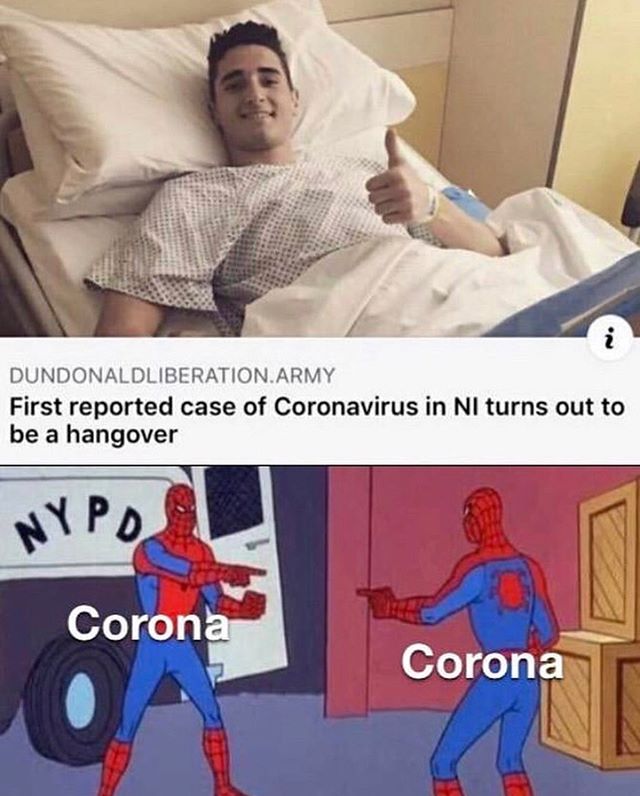 i
DUNDONALDLIBERATION.ARMY
First reported case of Coronavirus in NI turns out to
be a hangover
NYPD
Corona
Corona